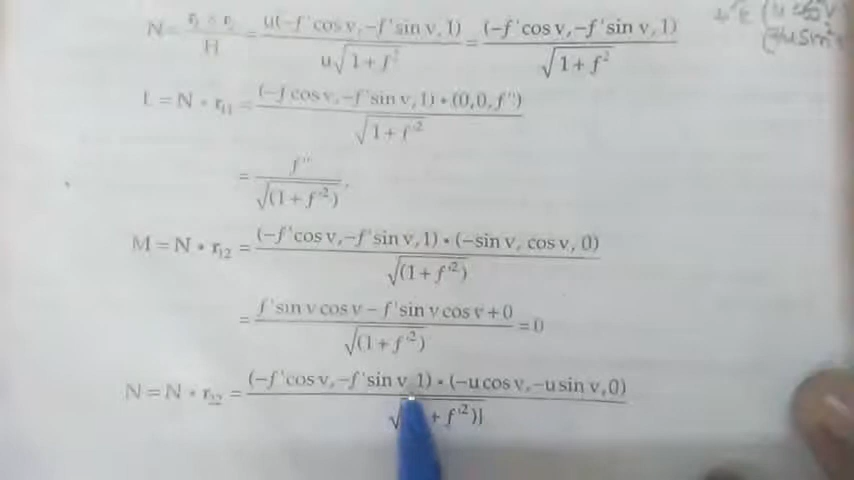 N = r₁ × r₂ / H = u(−f'cos v, −f'sin v, 1) / u√1+f'² = (−f'cos v, −f'sin v, 1) / √1+f'²
L = N • r₁₁ = (−f cos v, −f'sin v, 1) • (0,0, f'') / √1+f'²
= f'' / √(1+f'²).
M = N • r₁₂ = (−f'cos v, −f'sin v, 1) • (−sin v, cos v, 0) / √(1+f'²)
= f'sin v cos v − f'sin v cos v + 0 / √(1+f'²) = 0
N = N • r₂₂ = (−f'cos v, −f'sin v, 1) • (−u cos v, −u sin v, 0) / √ + f'²)]